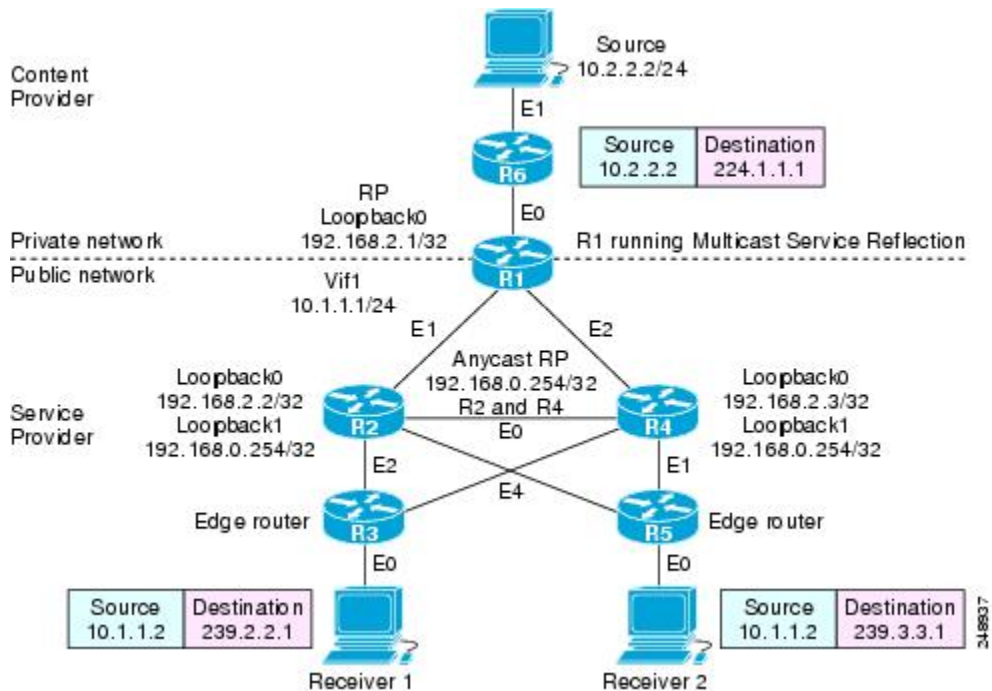 Source
10.2.2.2/24
Content
Provider
E1
Source
10.2.2.2
Destination
224.1.1.1
R6
RP
Loopback0
192.168.2.1/32
E0
Private network
R1 running Multicast Service Reflection
Public network
R1
Vif1
10.1.1.1/24
E1
E2
Anycast RP
192.168.0.254/32
R2 and R4
Loopback0
192.168.2.2/32
Loopback1
192.168.0.254/32
Loopback0
192.168.2.3/32
Loopback1
192.168.0.254/32
Service
Provider
R2
E0
R4
E2
E4
E1
Edge router
R3
R5
Edge router
E0
E0
Source
10.1.1.2
Destination
239.2.2.1
Source
10.1.1.2
Destination
239.3.3.1
Receiver 1
Receiver 2
248937